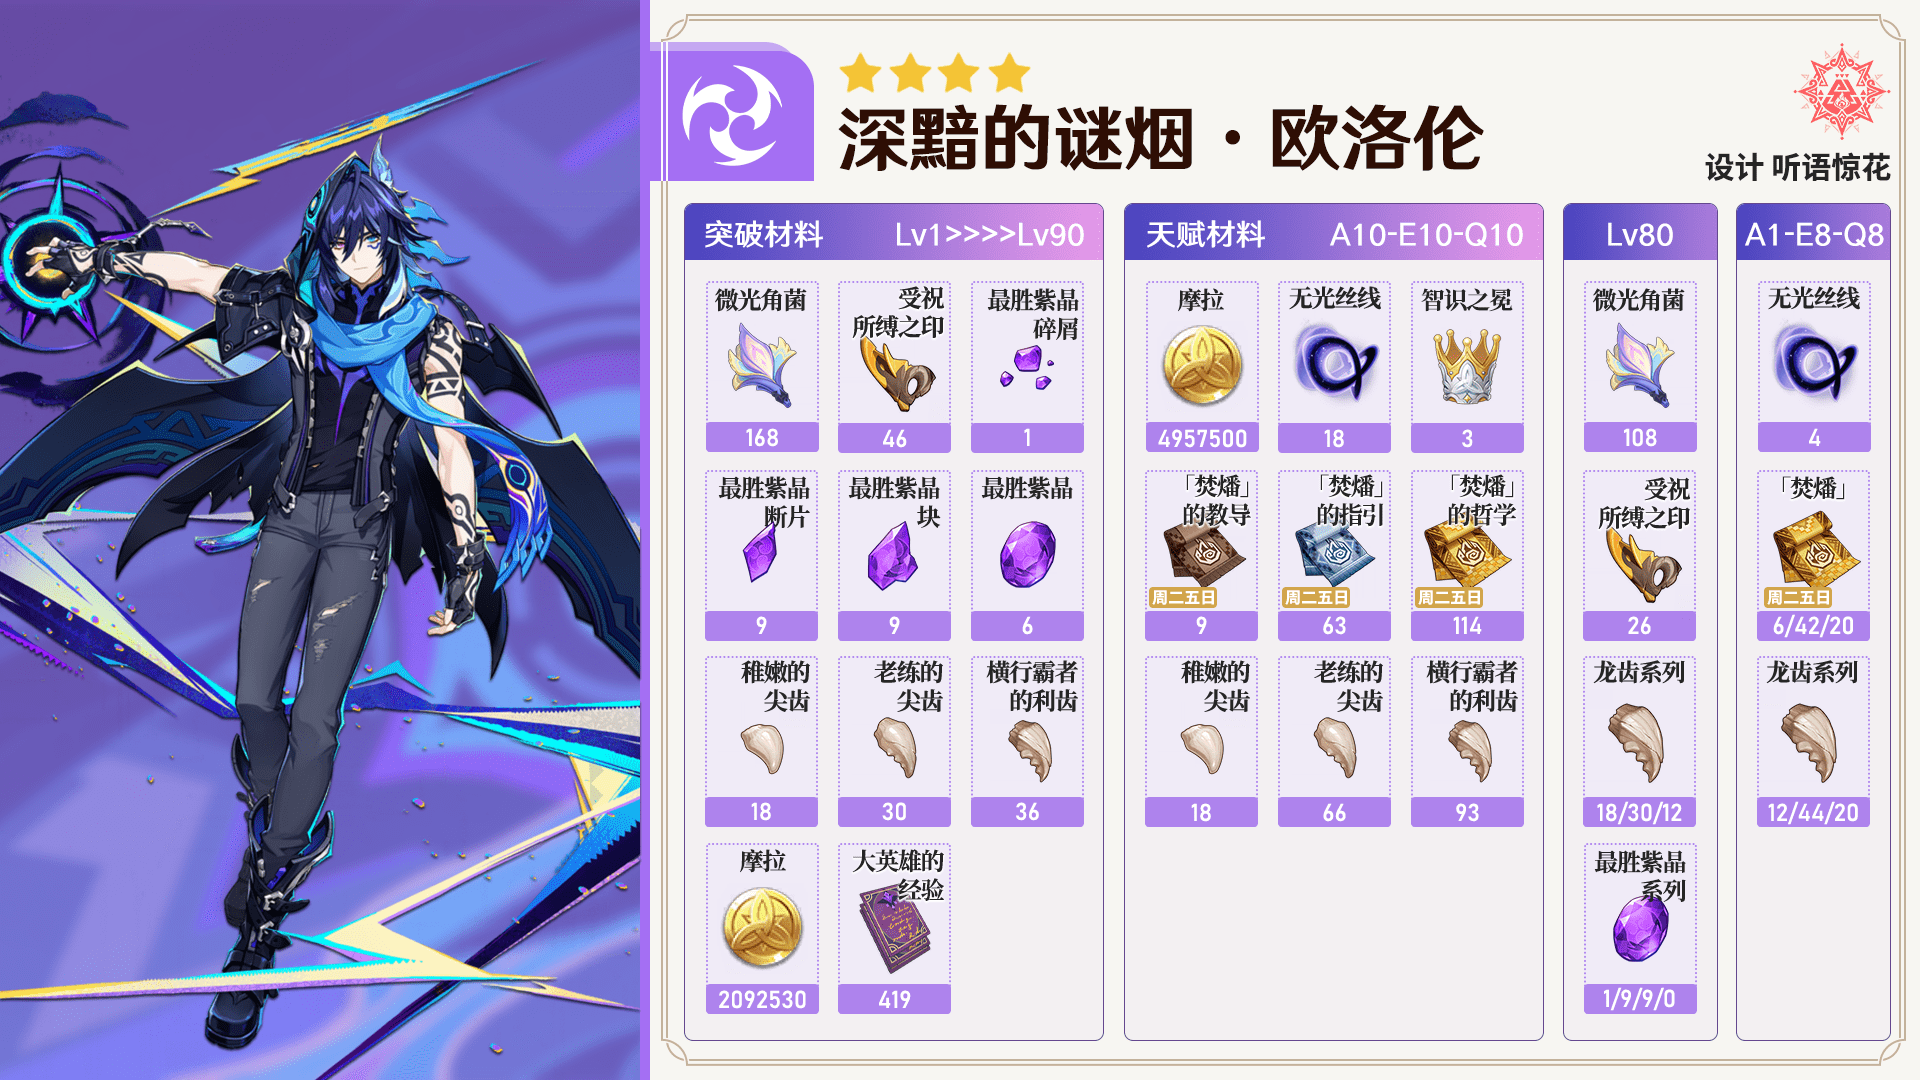 深黯的谜烟·欧洛伦
设计 听语惊花
突破材料 Lv1>>>>Lv90
微光角菌
168
受祝
所缚之印
46
最胜紫晶
碎屑
1
最胜紫晶
断片
9
最胜紫晶
块
9
最胜紫晶
6
稚嫩的
尖齿
18
老练的
尖齿
30
横行霸者
的利齿
36
摩拉
2092530
大英雄的
经验
419
天赋材料 A10-E10-Q10
摩拉
4957500
无光丝线
18
智识之冕
3
「焚燔」
的教导
周二五日
9
「焚燔」
的指引
周二五日
63
「焚燔」
的哲学
周二五日
114
稚嫩的
尖齿
18
老练的
尖齿
66
横行霸者
的利齿
93
Lv80
微光角菌
108
受祝
所缚之印
26
龙齿系列
18/30/12
最胜紫晶
系列
1/9/9/0
A1-E8-Q8
无光丝线
4
「焚燔」
周二五日
6/42/20
龙齿系列
12/44/20